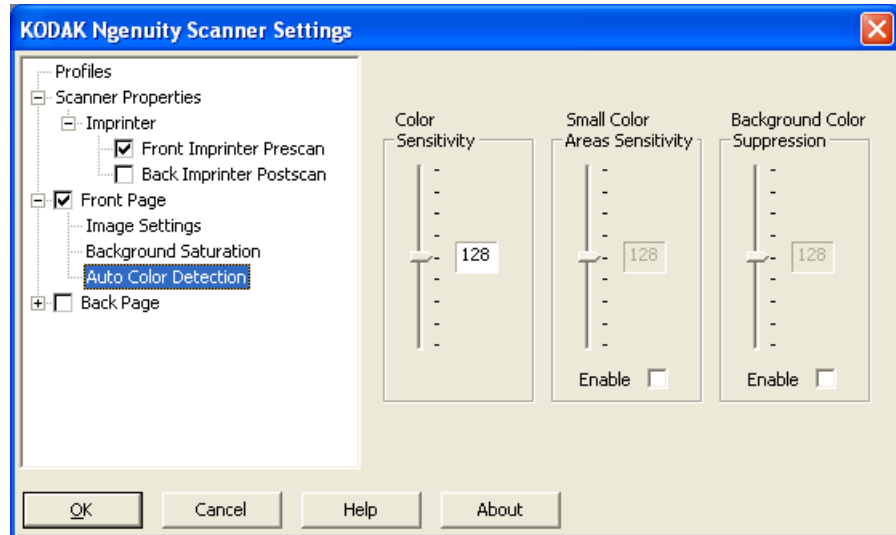 KODAK Ngenuity Scanner Settings
Profiles
Scanner Properties
Imprinter
Front Imprinter Prescan
Back Imprinter Postscan
Front Page
Image Settings
Background Saturation
Auto Color Detection
Back Page
Color
Sensitivity
128
Small Color
Areas Sensitivity
128
Enable
Background Color
Suppression
128
Enable
OK
Cancel
Help
About